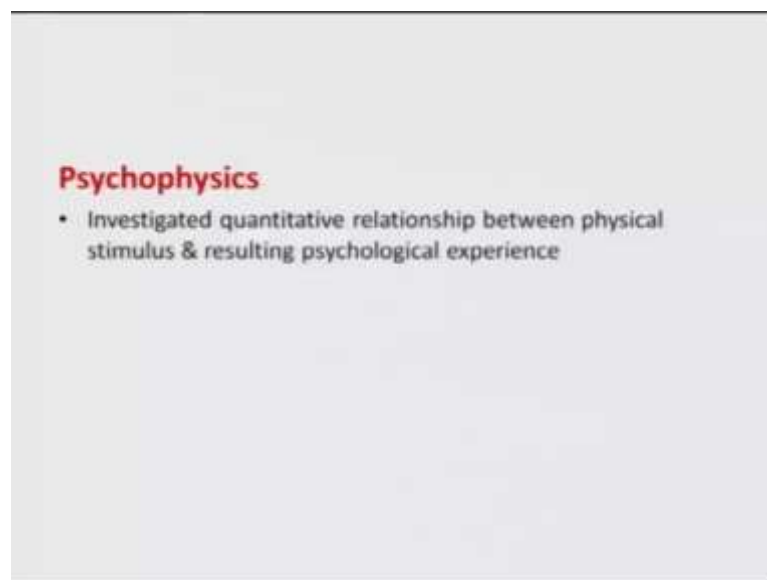 Psychophysics
• Investigated quantitative relationship between physical
stimulus & resulting psychological experience